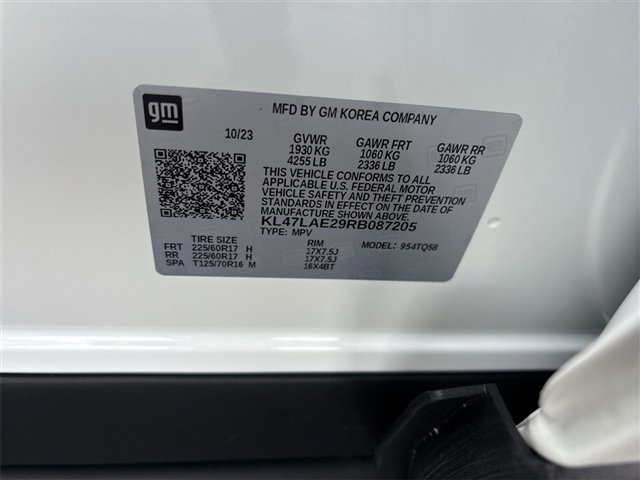 gm
MFD BY GM KOREA COMPANY
10/23 GVWR GAWR FRT GAWR RR
1930 KG 1060 KG 1060 KG
4255 LB 2336 LB 2336 LB
THIS VEHICLE CONFORMS TO ALL
APPLICABLE U.S. FEDERAL MOTOR
VEHICLE SAFETY AND THEFT PREVENTION
STANDARDS IN EFFECT ON THE DATE OF
MANUFACTURE SHOWN ABOVE.
KL47LAE29RB087205
TYPE: MPV MODEL: 954TQ58
TIRE SIZE RIM
FRT 225/60R17 H 17X7.5J
RR 225/60R17 H 17X7.5J
SPA T125/70R16 M 16X4BT